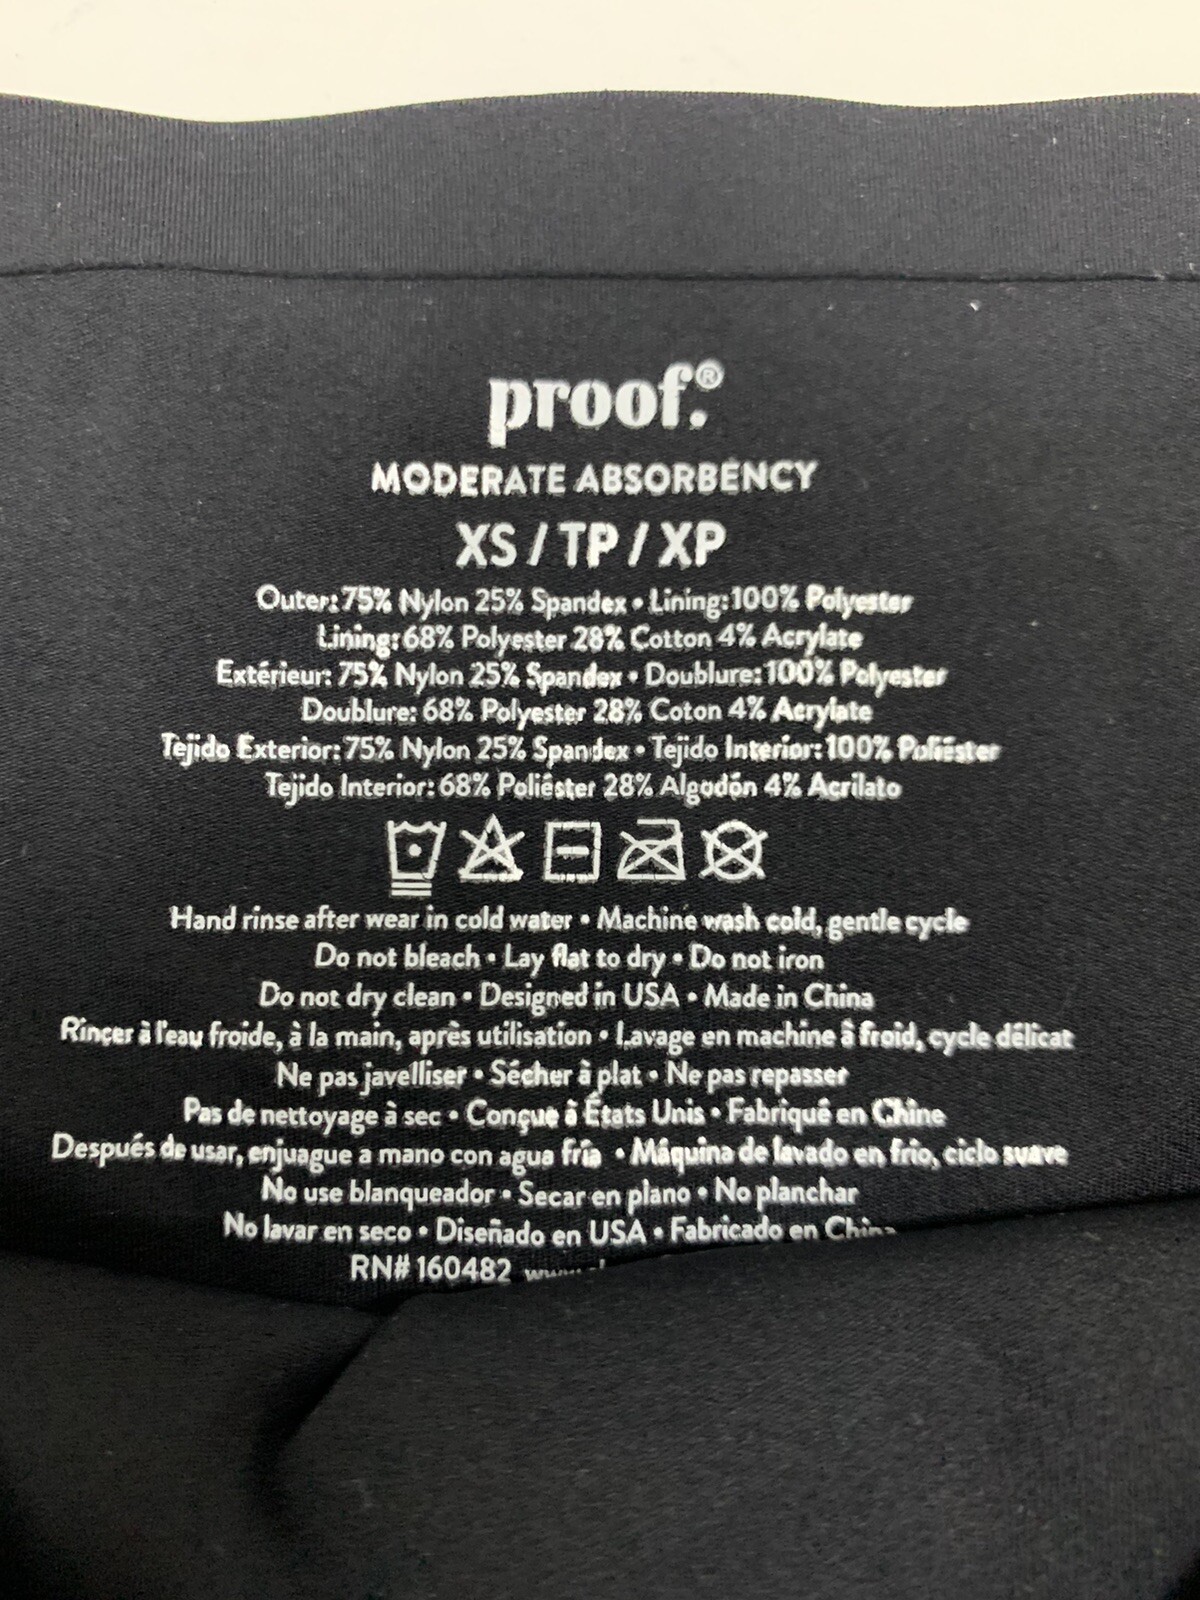 proof.®
MODERATE ABSORBENCY
XS / TP / XP
Outer: 75% Nylon 25% Spandex • Lining: 100% Polyester
Lining: 68% Polyester 28% Cotton 4% Acrylate
Extérieur: 75% Nylon 25% Spandex • Doublure: 100% Polyester
Doublure: 68% Polyester 28% Coton 4% Acrylate
Tejido Exterior: 75% Nylon 25% Spandex • Tejido Interior: 100% Poliéster
Tejido Interior: 68% Poliéster 28% Algodón 4% Acrilato
Hand rinse after wear in cold water • Machine wash cold, gentle cycle
Do not bleach • Lay flat to dry • Do not iron
Do not dry clean • Designed in USA • Made in China
Rinçer à l'eau froide, à la main, après utilisation • Lavage en machine à froid, cycle délicat
Ne pas javelliser • Sécher à plat • Ne pas repasser
Pas de nettoyage à sec • Conçue à États Unis • Fabriqué en Chine
Después de usar, enjuague a mano con agua fría • Máquina de lavado en frío, ciclo suave
No use blanqueador • Secar en plano • No planchar
No lavar en seco • Diseñado en USA • Fabricado en China
RN# 160482